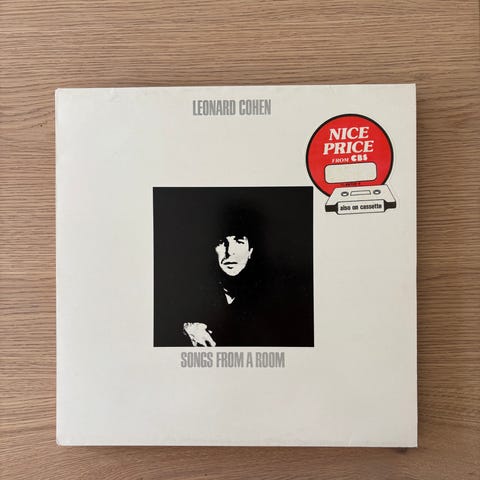 LEONARD COHEN
NICE
PRICE
FROM CBS
also on cassette
SONGS FROM A ROOM